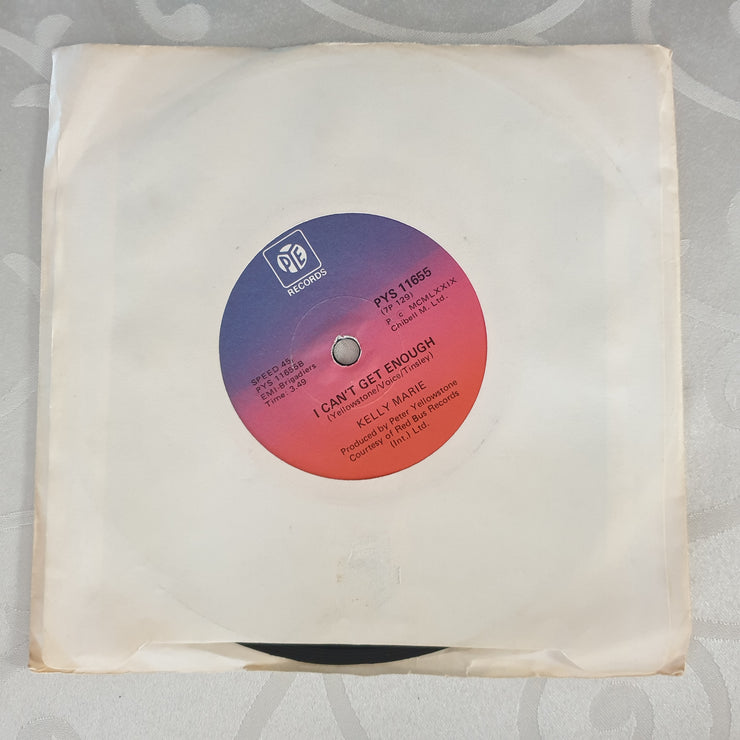 PYE
RECORDS
PYS 11655
(7P 129)
P c MCMLXXIX
Chibell M. Ltd.
SPEED 45,
PYS 11655B
EMI-Brigadiers
Time: 3.49
I CAN'T GET ENOUGH
(Yellowstone/Voice/Tinsley)
KELLY MARIE
Produced by Peter Yellowstone
Courtesy of Red Bus Records
(Int.) Ltd.